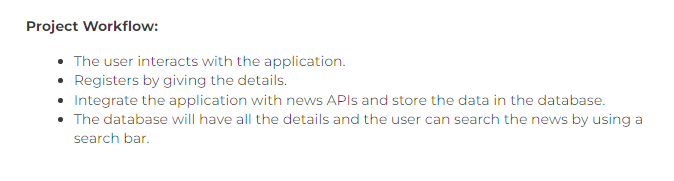 Project Workflow:
• The user interacts with the application.
• Registers by giving the details.
• Integrate the application with news APIs and store the data in the database.
• The database will have all the details and the user can search the news by using a
search bar.